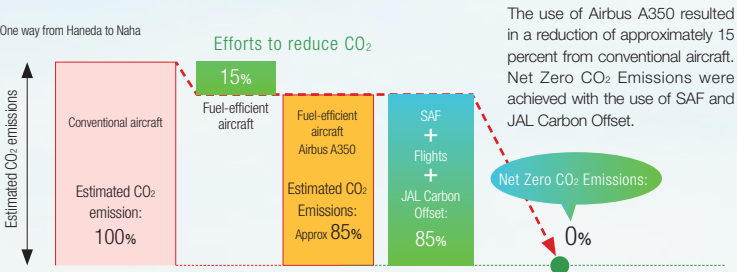 One way from Haneda to Naha
Efforts to reduce CO₂
The use of Airbus A350 resulted
in a reduction of approximately 15
percent from conventional aircraft.
Net Zero CO₂ Emissions were
achieved with the use of SAF and
JAL Carbon Offset.
Estimated CO₂ emissions
Conventional aircraft
Estimated CO₂
emission:
100%
15%
Fuel-efficient
aircraft
Fuel-efficient
aircraft
Airbus A350
Estimated CO₂
Emissions:
Approx 85%
SAF
+
Flights
+
JAL Carbon
Offset:
85%
Net Zero CO₂ Emissions:
0%